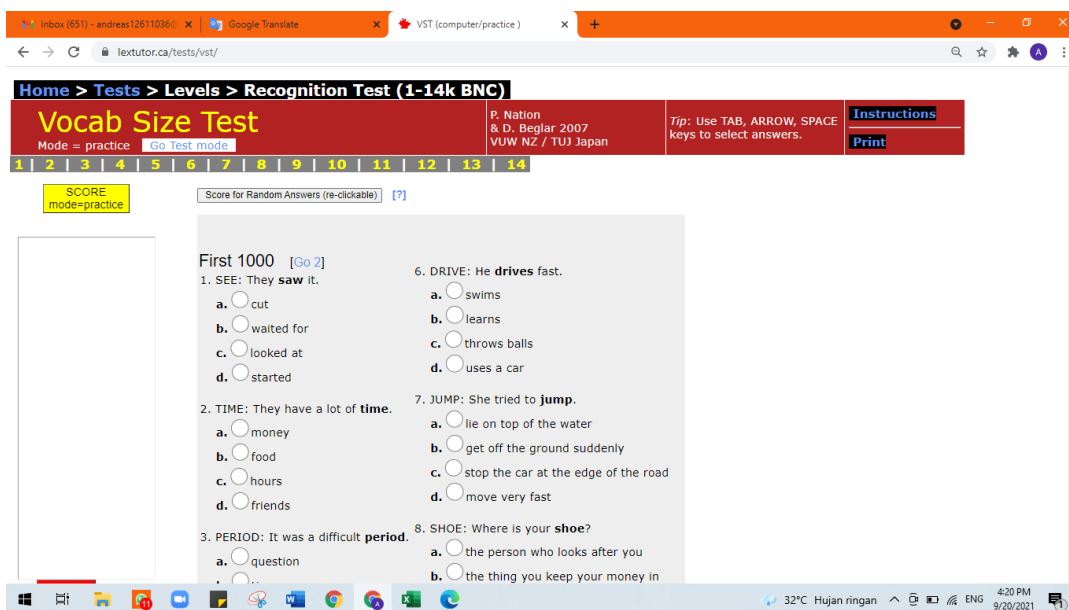 Inbox (651) - andreas12611036@
Google Translate
VST (computer/practice )
lextutor.ca/tests/vst/
A
Home > Tests > Levels > Recognition Test (1-14k BNC)
Vocab Size Test
Mode = practice Go Test mode
P. Nation
& D. Beglar 2007
VUW NZ / TUJ Japan
Tip: Use TAB, ARROW, SPACE
keys to select answers.
Instructions
Print
1 | 2 | 3 | 4 | 5 | 6 | 7 | 8 | 9 | 10 | 11 | 12 | 13 | 14
SCORE
mode=practice
Score for Random Answers (re-clickable) [?]
First 1000 [Go 2]
1. SEE: They saw it.
a. cut
b. waited for
c. looked at
d. started
2. TIME: They have a lot of time.
a. money
b. food
c. hours
d. friends
3. PERIOD: It was a difficult period.
a. question
6. DRIVE: He drives fast.
a. swims
b. learns
c. throws balls
d. uses a car
7. JUMP: She tried to jump.
a. lie on top of the water
b. get off the ground suddenly
c. stop the car at the edge of the road
d. move very fast
8. SHOE: Where is your shoe?
a. the person who looks after you
b. the thing you keep your money in
32°C Hujan ringan
ENG
4:20 PM
9/20/2021